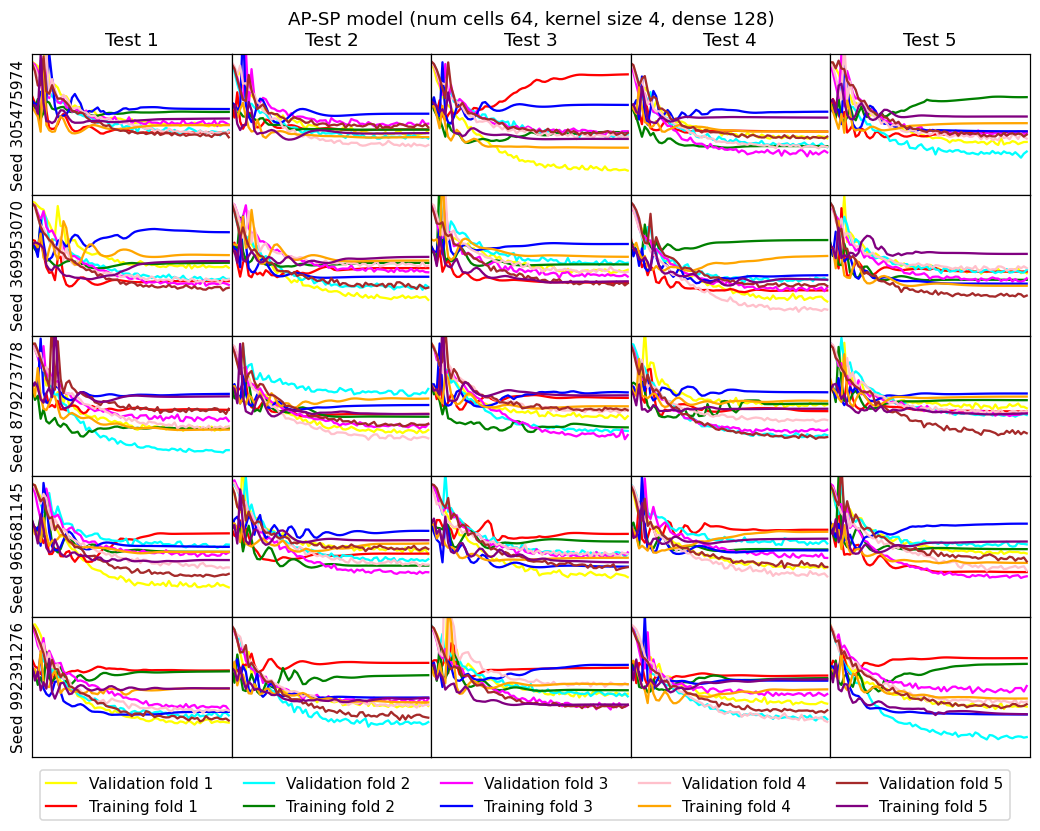 AP-SP model (num cells 64, kernel size 4, dense 128)
Test 1 Test 2 Test 3 Test 4 Test 5
Seed 305475974
Seed 3699953070
Seed 8779273778
Seed 965681145
Seed 992391276
Validation fold 1 Validation fold 2 Validation fold 3 Validation fold 4 Validation fold 5
Training fold 1 Training fold 2 Training fold 3 Training fold 4 Training fold 5